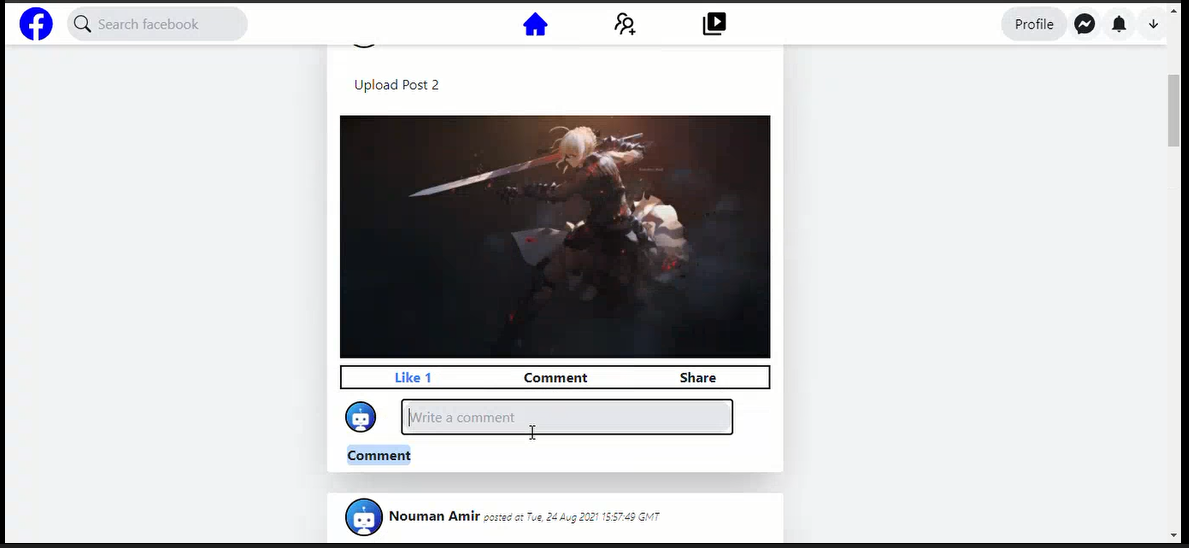 Search facebook
Profile
Upload Post 2
Like 1 Comment Share
Write a comment
Comment
Nouman Amir posted at Tue, 24 Aug 2021 15:57:49 GMT